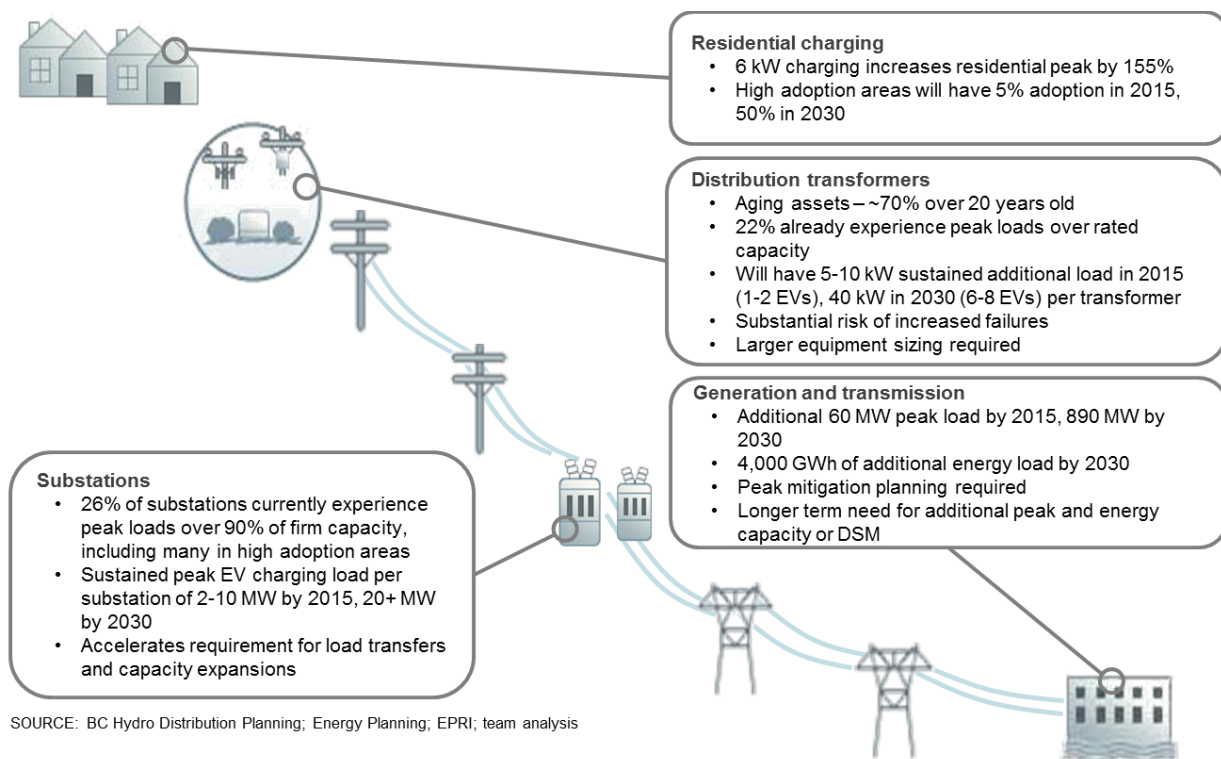 Residential charging
• 6 kW charging increases residential peak by 155%
• High adoption areas will have 5% adoption in 2015,
50% in 2030
Distribution transformers
• Aging assets – ~70% over 20 years old
• 22% already experience peak loads over rated
capacity
• Will have 5-10 kW sustained additional load in 2015
(1-2 EVs), 40 kW in 2030 (6-8 EVs) per transformer
• Substantial risk of increased failures
• Larger equipment sizing required
Generation and transmission
• Additional 60 MW peak load by 2015, 890 MW by
2030
• 4,000 GWh of additional energy load by 2030
• Peak mitigation planning required
• Longer term need for additional peak and energy
capacity or DSM
Substations
• 26% of substations currently experience
peak loads over 90% of firm capacity,
including many in high adoption areas
• Sustained peak EV charging load per
substation of 2-10 MW by 2015, 20+ MW
by 2030
• Accelerates requirement for load transfers
and capacity expansions
SOURCE: BC Hydro Distribution Planning; Energy Planning; EPRI; team analysis